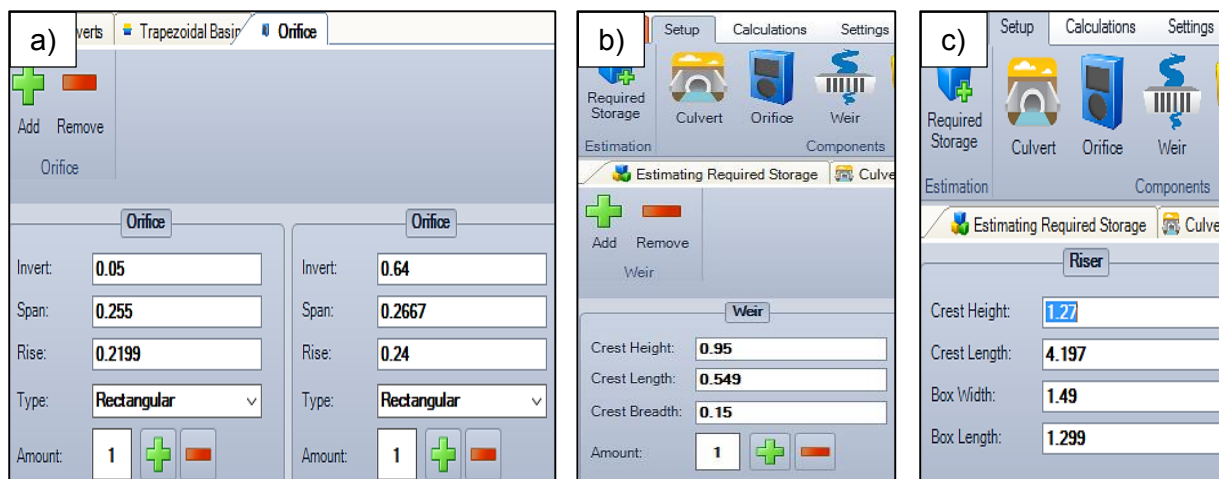 a)
verts Trapezoidal Basin Orifice
Add Remove
Orifice
Orifice Orifice
Invert: 0.05 Invert: 0.64
Span: 0.255 Span: 0.2667
Rise: 0.2199 Rise: 0.24
Type: Rectangular Type: Rectangular
Amount: 1 Amount: 1
b)
Setup Calculations Settings
Required
Storage Culvert Orifice Weir
Estimation Components
Estimating Required Storage Culve
Add Remove
Weir
Weir
Crest Height: 0.95
Crest Length: 0.549
Crest Breadth: 0.15
Amount: 1
c)
Setup Calculations Settings
Required
Storage Culvert Orifice Weir
Estimation Components
Estimating Required Storage Culve
Riser
Crest Height: 1.27
Crest Length: 4.197
Box Width: 1.49
Box Length: 1.299